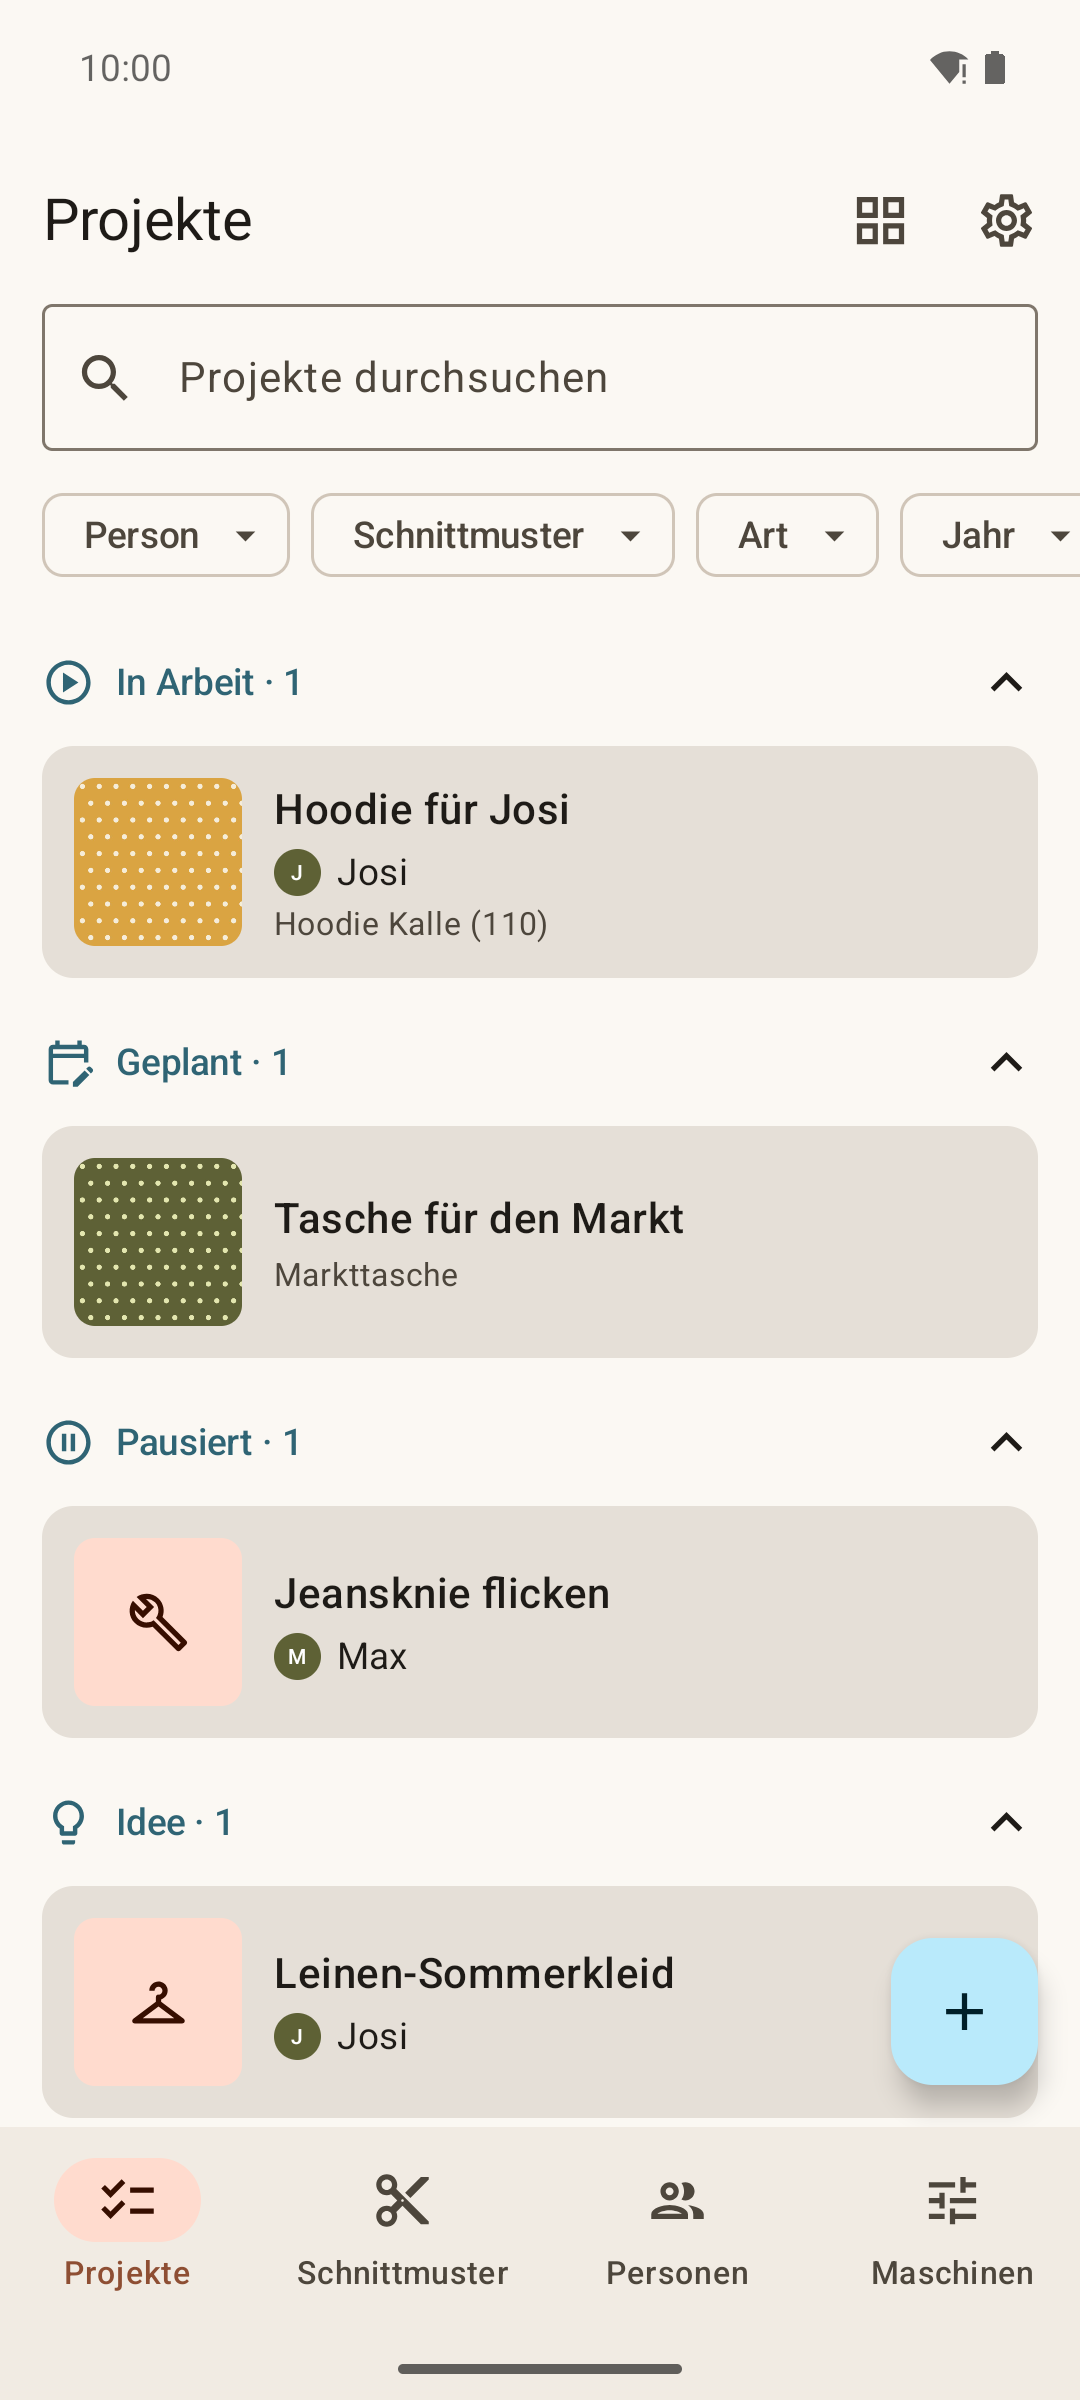 10:00
Projekte
Projekte durchsuchen
Person
Schnittmuster
Art
Jahr
In Arbeit · 1
Hoodie für Josi
J
Josi
Hoodie Kalle (110)
Geplant · 1
Tasche für den Markt
Markttasche
Pausiert · 1
Jeansknie flicken
M
Max
Idee · 1
Leinen-Sommerkleid
J
Josi
Projekte
Schnittmuster
Personen
Maschinen